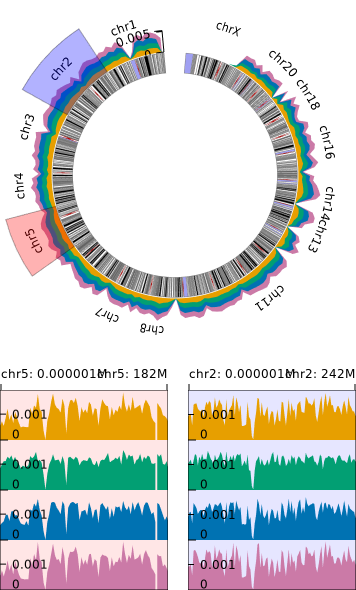 chrX
chr1
0.005
0
chr2
chr20
chr18
chr3
chr16
chr4
chr14
chr13
chr5
chr11
chr7
chr8
chr5: 0.000001M
chr5: 182M
chr2: 0.000001M
chr2: 242M
0.001
0
0.001
0
0.001
0
0.001
0
0.001
0
0.001
0
0.001
0
0.001
0